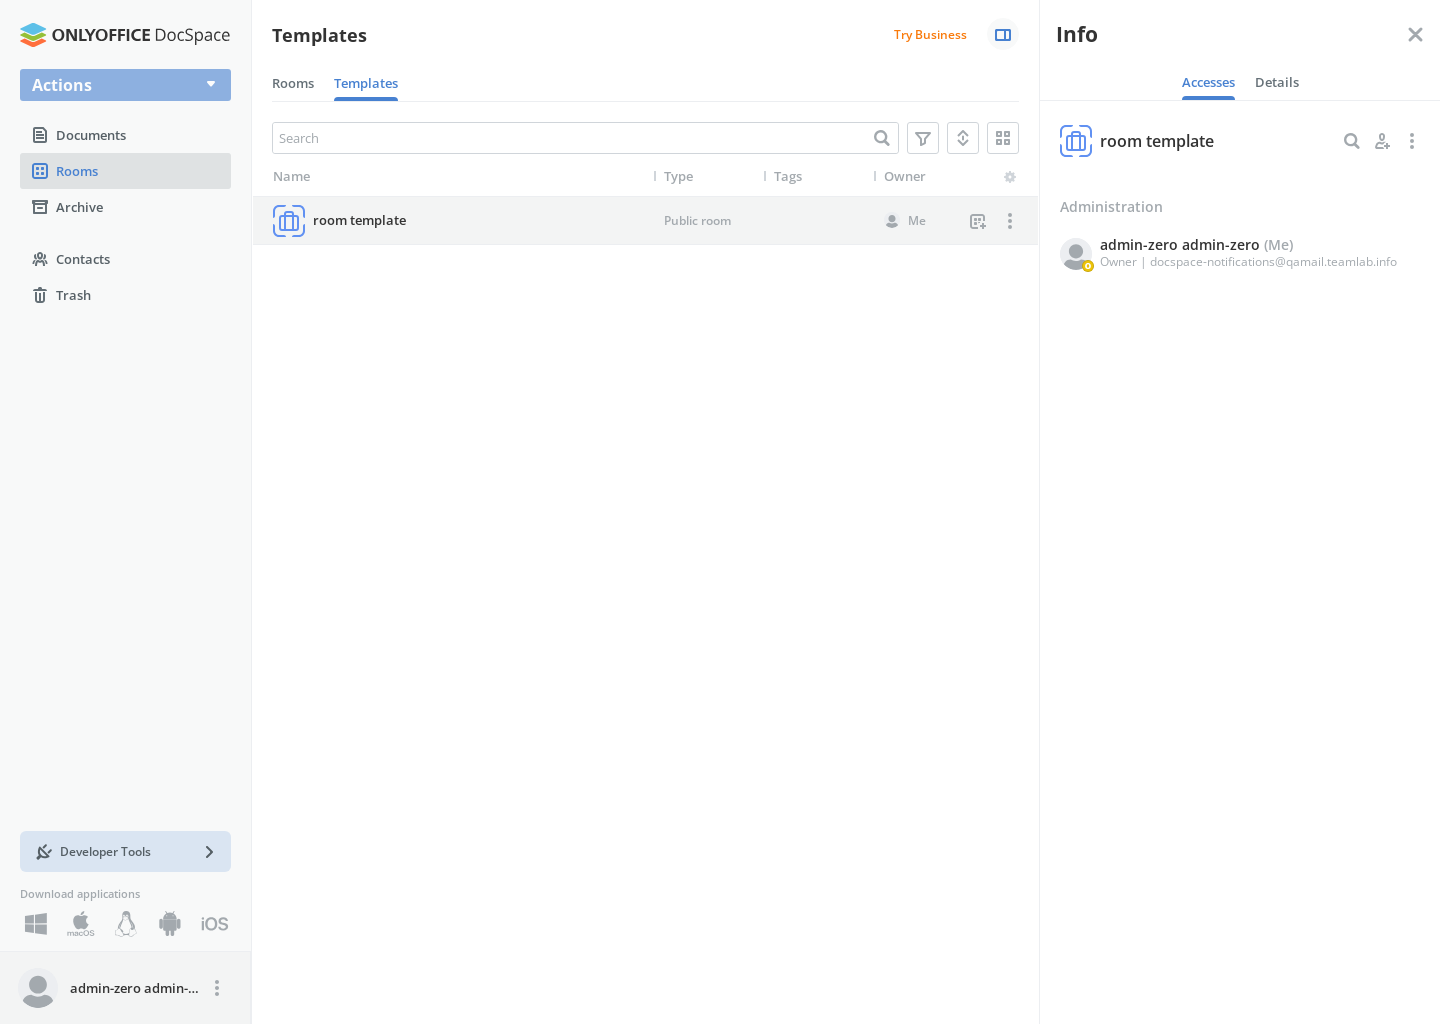 ONLYOFFICE DocSpace
Actions
Documents
Rooms
Archive
Contacts
Trash
Developer Tools
Download applications
macOS
iOS
admin-zero admin-...
Templates
Try Business
Rooms
Templates
Search
Name
Type
Tags
Owner
room template
Public room
Me
Info
Accesses
Details
room template
Administration
admin-zero admin-zero (Me)
Owner | docspace-notifications@qamail.teamlab.info